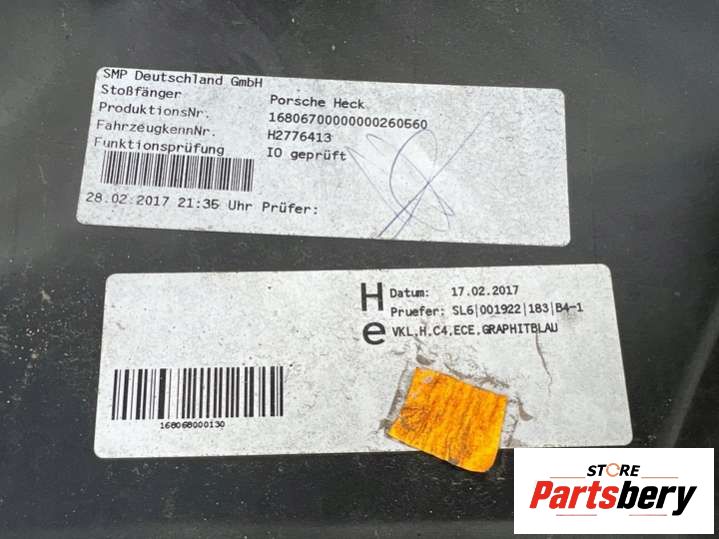 SMP Deutschland GmbH
Stoßfänger Porsche Heck
ProduktionsNr. 16806700000000260560
FahrzeugkennNr. H2776413
Funktionsprüfung IO geprüft
28.02.2017 21:35 Uhr Prüfer:
H Datum: 17.02.2017
Pruefer: SL6|001922|183|B4-1
e VKL.H.C4.ECE.GRAPHITBLAU
168068000130
STORE
Partsbery